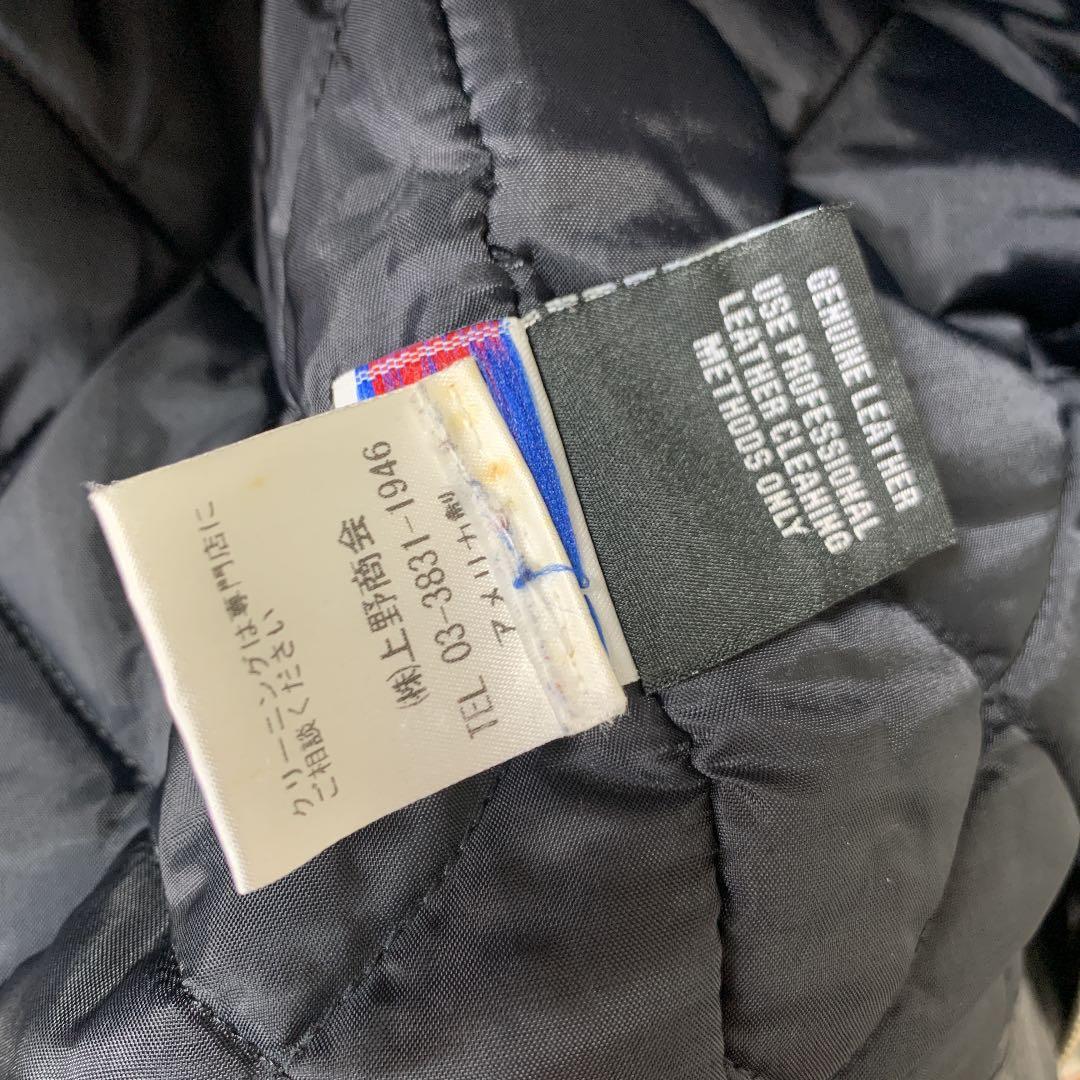 アメリカ製
TEL 03-3831-1946
(株)上野商会
クリーニングは専門店に
ご相談ください
GENUINE LEATHER
USE PROFESSIONAL
LEATHER CLEANING
METHODS ONLY